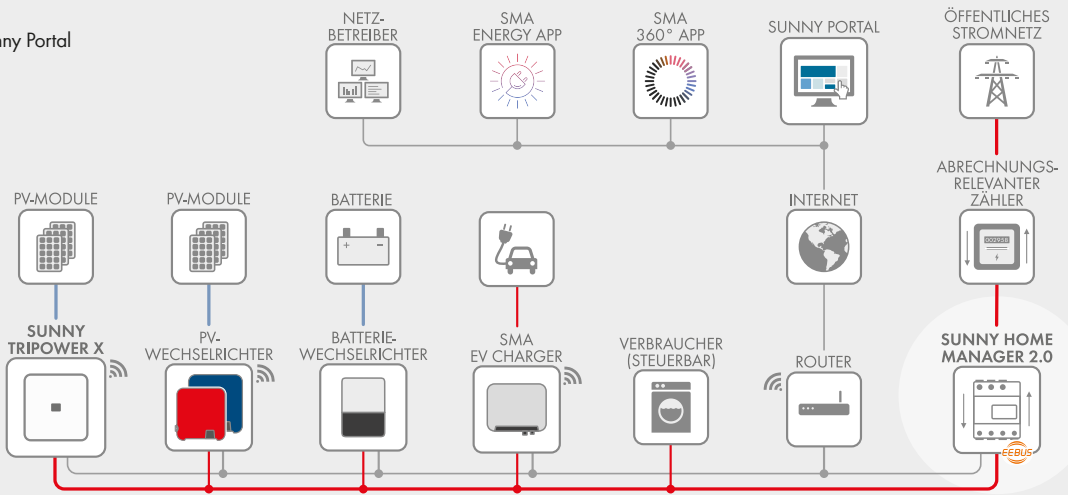 NETZ-
BETREIBER
SMA
ENERGY APP
SMA
360° APP
SUNNY PORTAL
ÖFFENTLICHES
STROMNETZ
ny Portal
PV-MODULE
PV-MODULE
BATTERIE
INTERNET
ABRECHNUNGS-
RELEVANTER
ZÄHLER
SUNNY
TRIPOWER X
PV-
WECHSELRICHTER
BATTERIE-
WECHSELRICHTER
SMA
EV CHARGER
VERBRAUCHER
(STEUERBAR)
ROUTER
SUNNY HOME
MANAGER 2.0
EEBUS